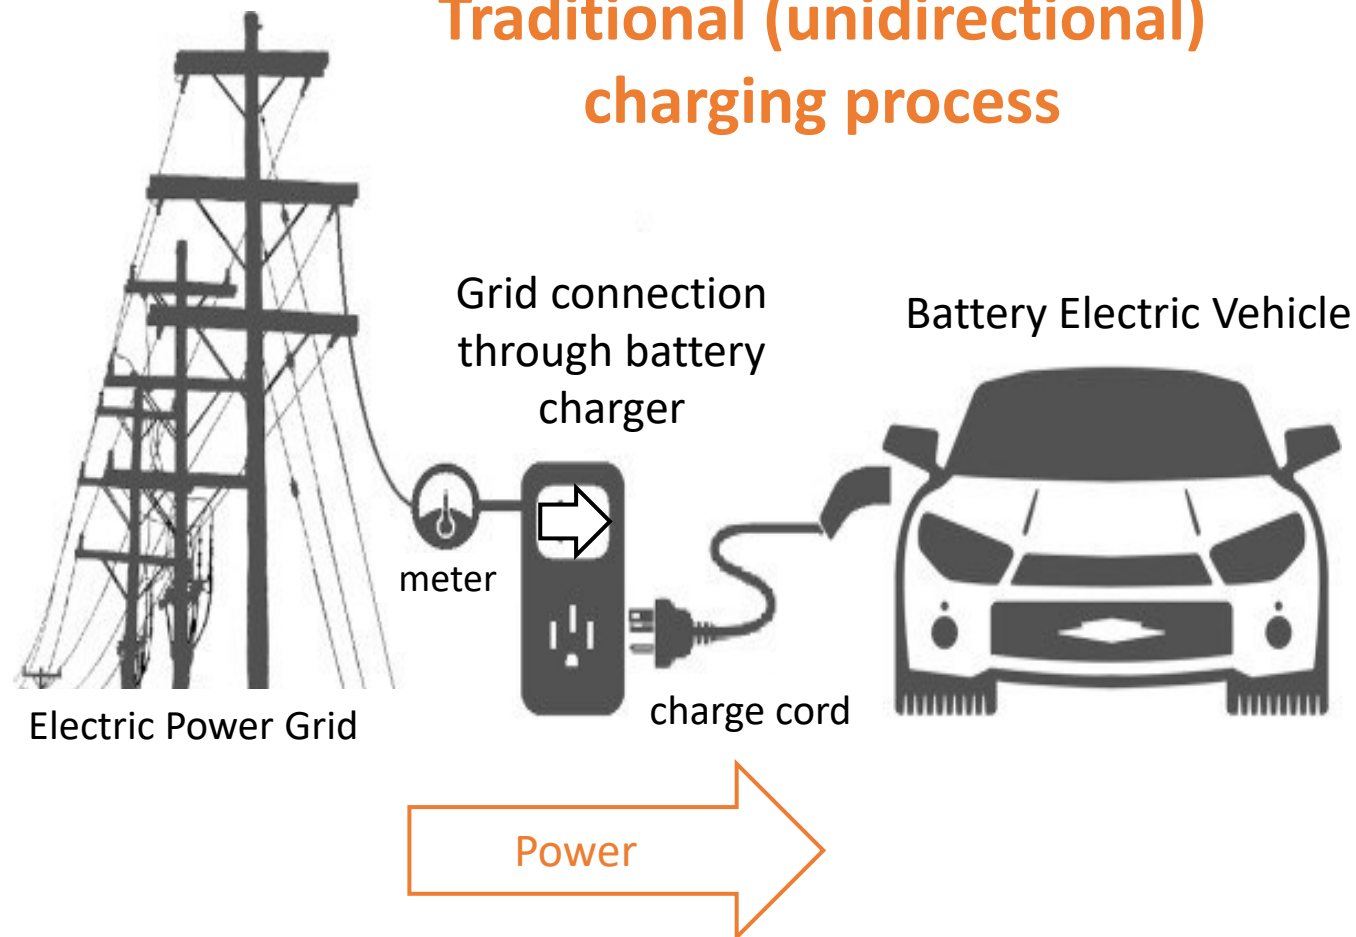 Traditional (unidirectional)
charging process
Grid connection
through battery
charger
Battery Electric Vehicle
meter
charge cord
Electric Power Grid
Power